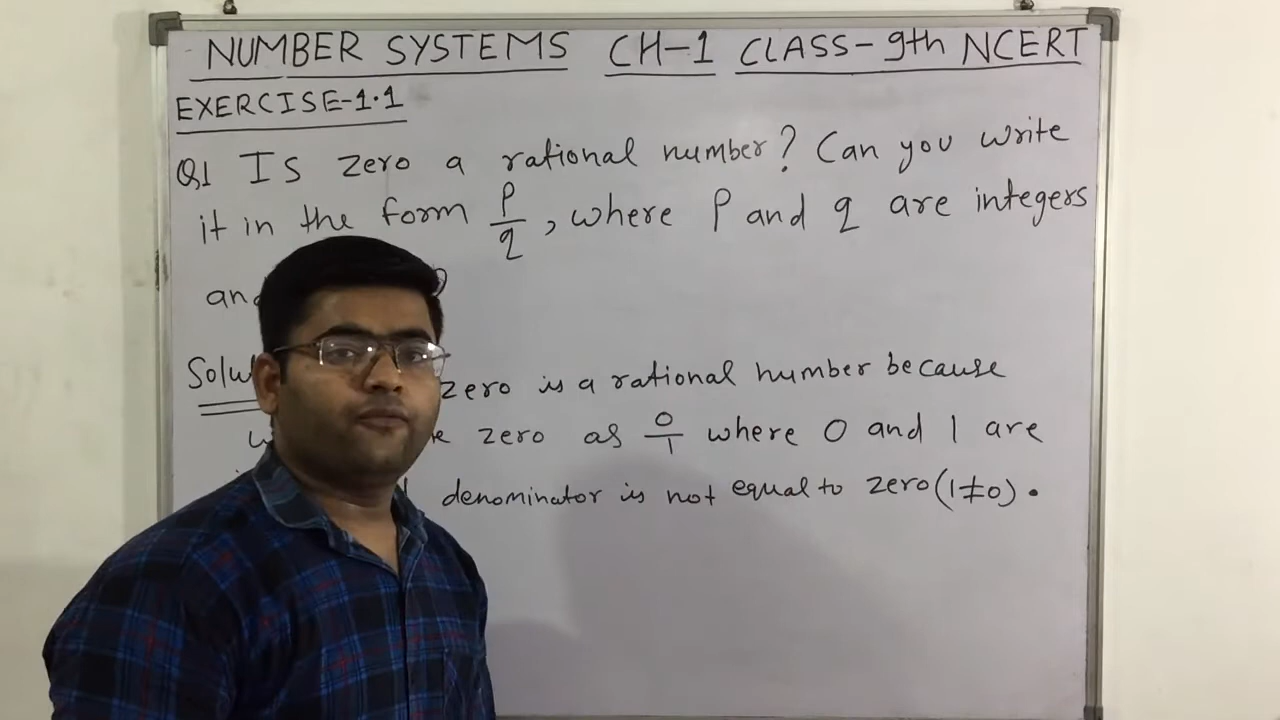 NUMBER SYSTEMS CH-1 CLASS-9th NCERT
EXERCISE-1.1
Q1 Is zero a rational number? Can you write
it in the form p/q, where p and q are integers
zero is a rational number because
zero as 0/1 where 0 and 1 are
denominator is not equal to zero (1≠0).